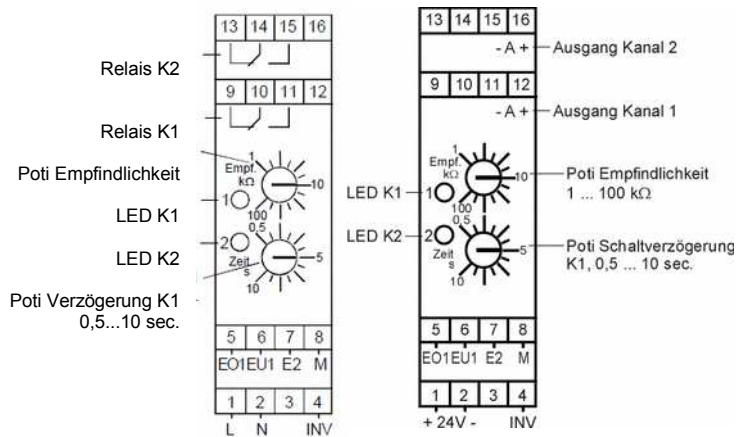 13 14 15 16
Relais K2
9 10 11 12
Relais K1
1
Poti Empfindlichkeit
Empf.
kΩ
10
LED K1
1
100
0,5
LED K2
2
Zeit
s
5
10
Poti Verzögerung K1
0,5...10 sec.
5 6 7 8
EO1 EU1 E2 M
1 2 3 4
L N INV
13 14 15 16
- A + Ausgang Kanal 2
9 10 11 12
- A + Ausgang Kanal 1
1
Empf.
kΩ
10
Poti Empfindlichkeit
1 ... 100 kΩ
LED K1
1
100
0,5
LED K2
2
Zeit
s
5
10
Poti Schaltverzögerung
K1, 0,5 ... 10 sec.
5 6 7 8
EO1 EU1 E2 M
1 2 3 4
+ 24V - INV